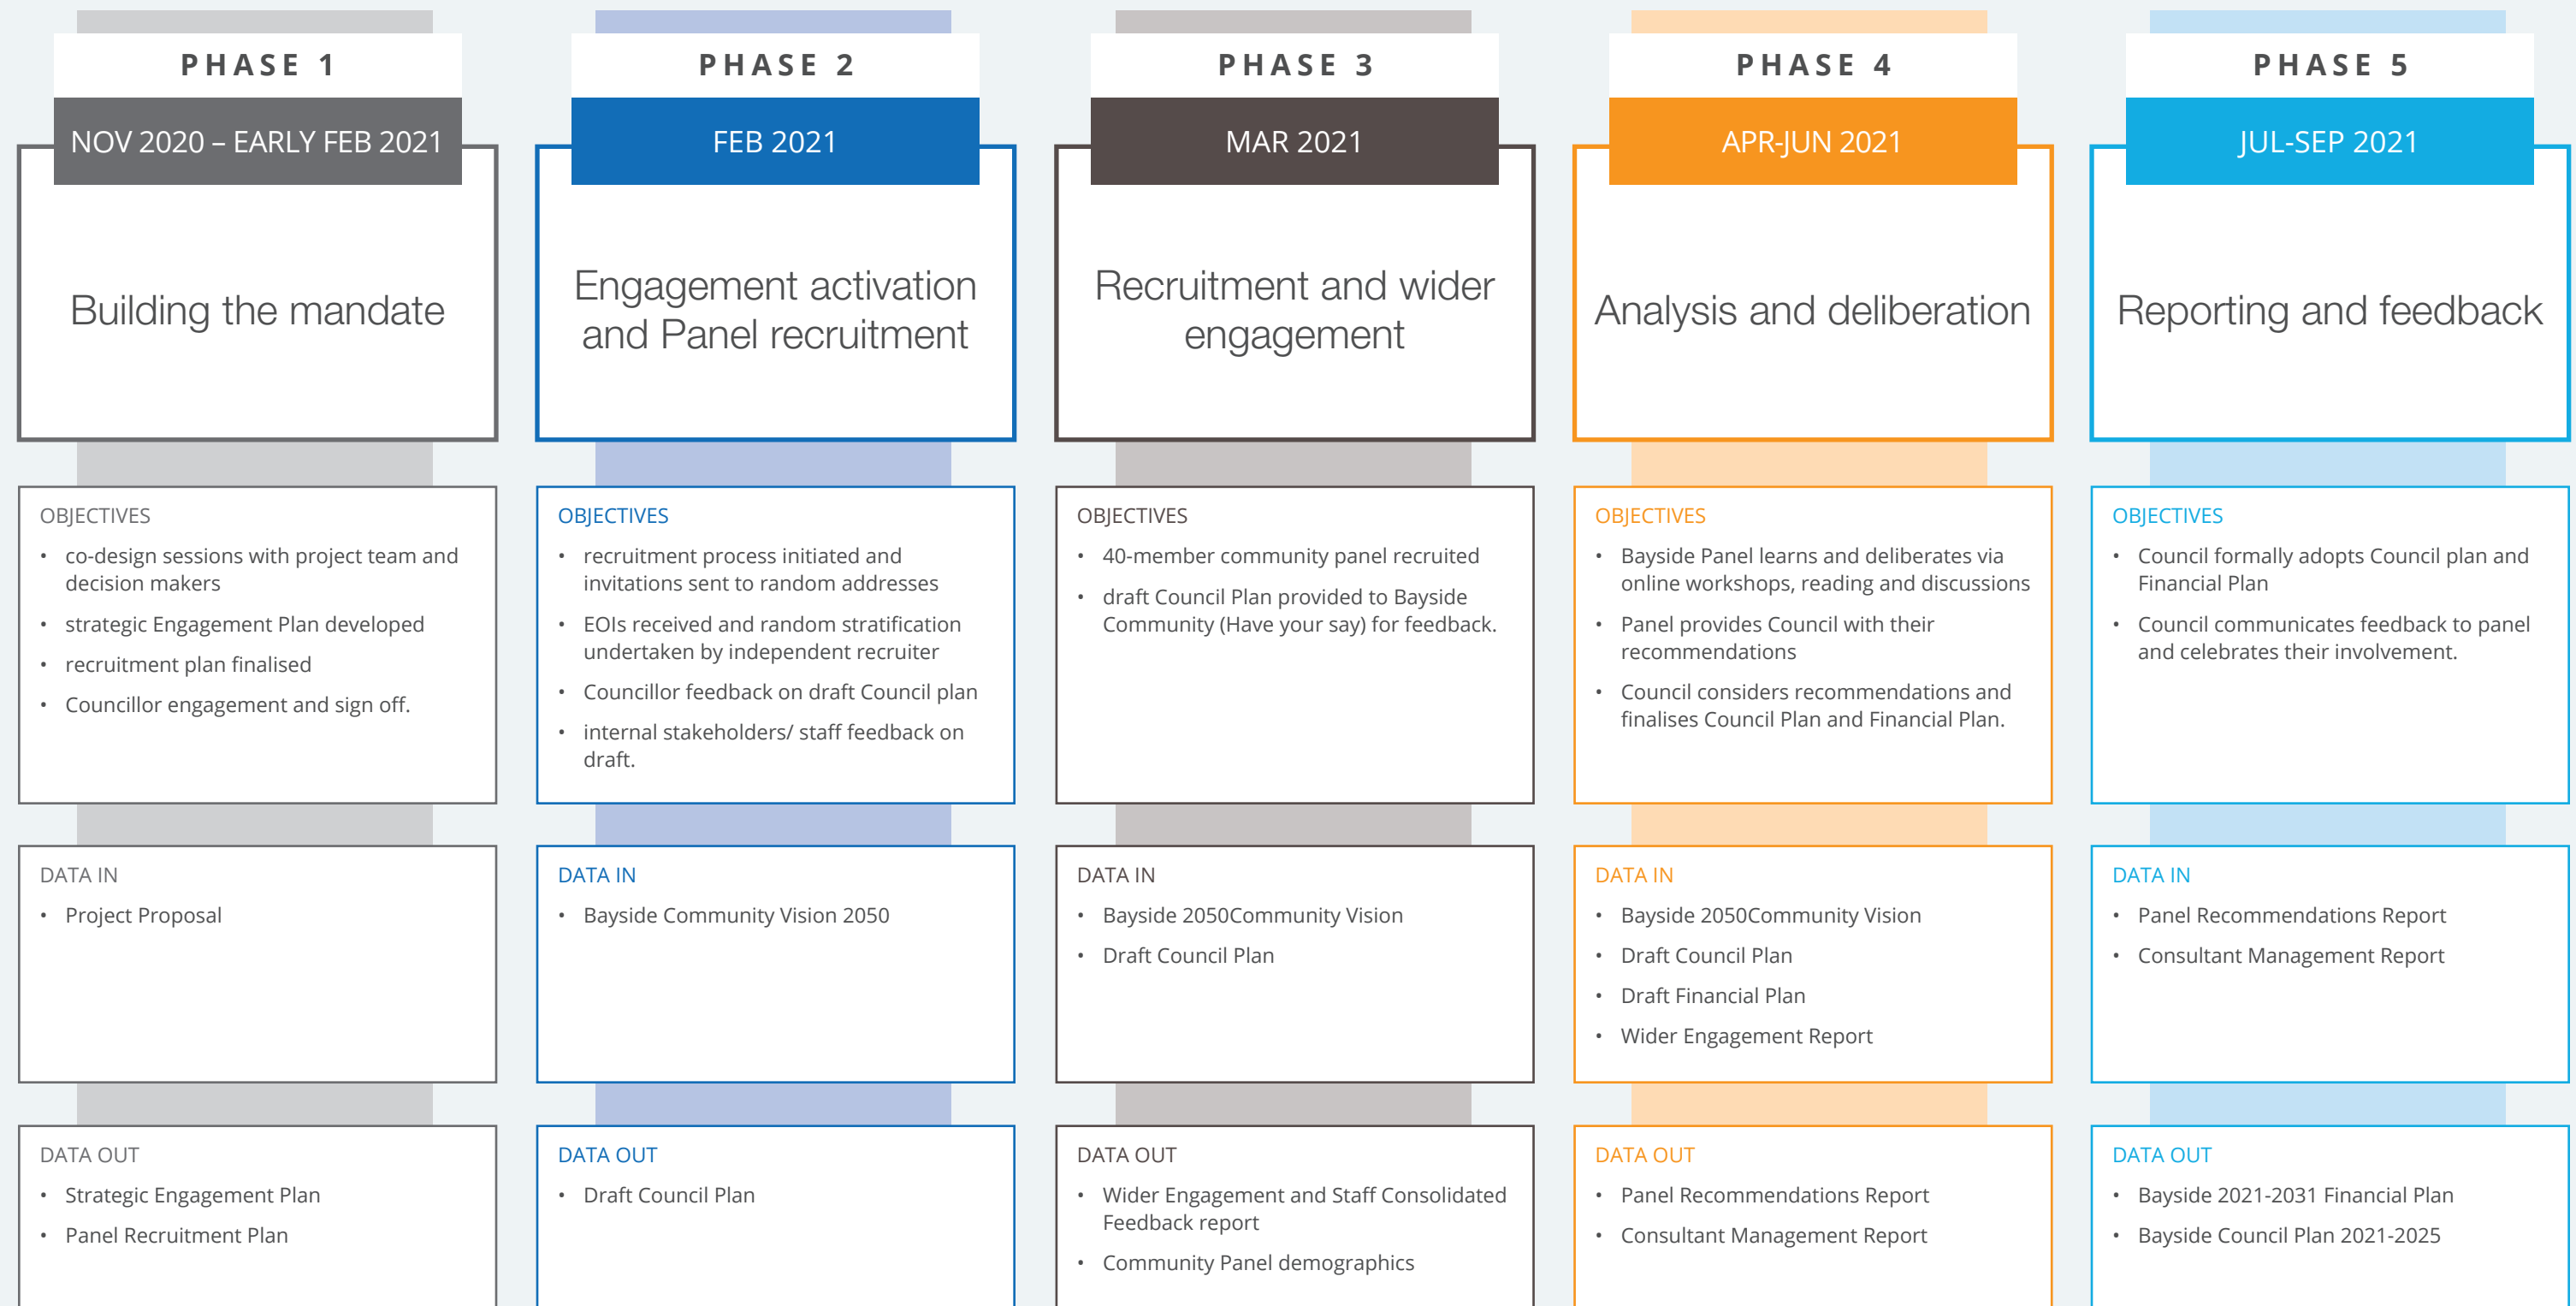 PHASE 1
NOV 2020 – EARLY FEB 2021
Building the mandate
OBJECTIVES
• co-design sessions with project team and
decision makers
• strategic Engagement Plan developed
• recruitment plan finalised
• Councillor engagement and sign off.
DATA IN
• Project Proposal
DATA OUT
• Strategic Engagement Plan
• Panel Recruitment Plan
PHASE 2
FEB 2021
Engagement activation
and Panel recruitment
OBJECTIVES
• recruitment process initiated and
invitations sent to random addresses
• EOIs received and random stratification
undertaken by independent recruiter
• Councillor feedback on draft Council plan
• internal stakeholders/ staff feedback on
draft.
DATA IN
• Bayside Community Vision 2050
DATA OUT
• Draft Council Plan
PHASE 3
MAR 2021
Recruitment and wider
engagement
OBJECTIVES
• 40-member community panel recruited
• draft Council Plan provided to Bayside
Community (Have your say) for feedback.
DATA IN
• Bayside 2050Community Vision
• Draft Council Plan
DATA OUT
• Wider Engagement and Staff Consolidated
Feedback report
• Community Panel demographics
PHASE 4
APR-JUN 2021
Analysis and deliberation
OBJECTIVES
• Bayside Panel learns and deliberates via
online workshops, reading and discussions
• Panel provides Council with their
recommendations
• Council considers recommendations and
finalises Council Plan and Financial Plan.
DATA IN
• Bayside 2050Community Vision
• Draft Council Plan
• Draft Financial Plan
• Wider Engagement Report
DATA OUT
• Panel Recommendations Report
• Consultant Management Report
PHASE 5
JUL-SEP 2021
Reporting and feedback
OBJECTIVES
• Council formally adopts Council plan and
Financial Plan
• Council communicates feedback to panel
and celebrates their involvement.
DATA IN
• Panel Recommendations Report
• Consultant Management Report
DATA OUT
• Bayside 2021-2031 Financial Plan
• Bayside Council Plan 2021-2025